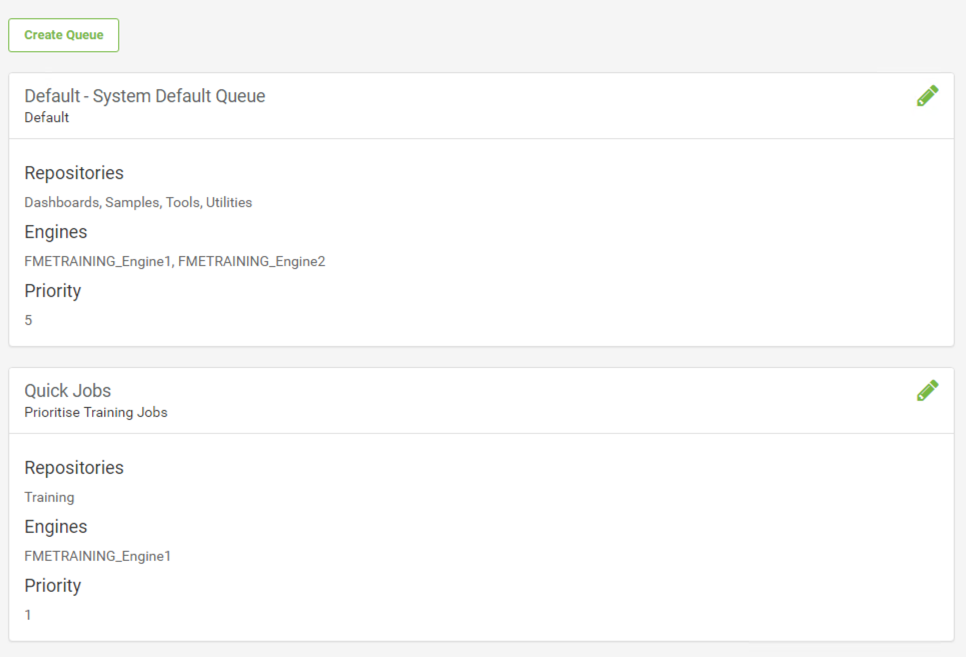 Create Queue
Default - System Default Queue
Default
Repositories
Dashboards, Samples, Tools, Utilities
Engines
FMETRAINING_Engine1, FMETRAINING_Engine2
Priority
5
Quick Jobs
Prioritise Training Jobs
Repositories
Training
Engines
FMETRAINING_Engine1
Priority
1